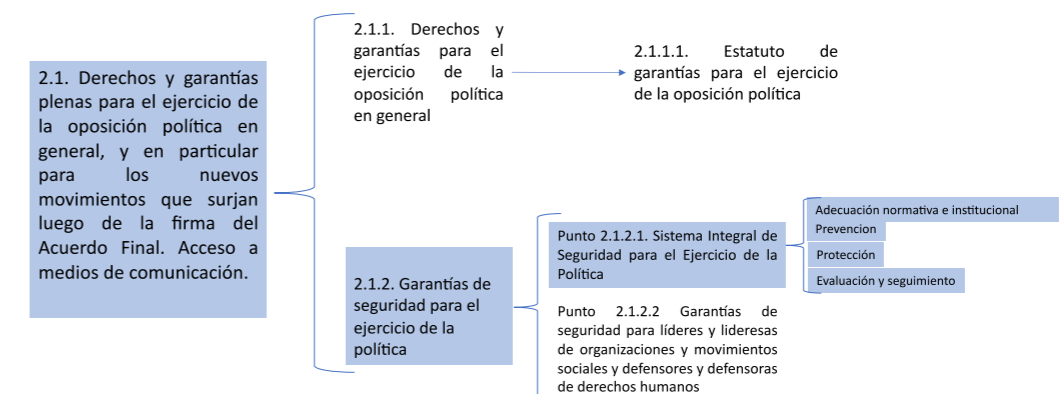 2.1. Derechos y garantías
plenas para el ejercicio de
la oposición política en
general, y en particular
para los nuevos
movimientos que surjan
luego de la firma del
Acuerdo Final. Acceso a
medios de comunicación.
2.1.1. Derechos y
garantías para el
ejercicio de la
oposición política
en general
2.1.1.1. Estatuto de
garantías para el ejercicio
de la oposición política
2.1.2. Garantías de
seguridad para el
ejercicio de la
política
Punto 2.1.2.1. Sistema Integral de
Seguridad para el Ejercicio de la
Política
Adecuación normativa e institucional
Prevencion
Protección
Evaluación y seguimiento
Punto 2.1.2.2 Garantías de
seguridad para líderes y lideresas
de organizaciones y movimientos
sociales y defensores y defensoras
de derechos humanos